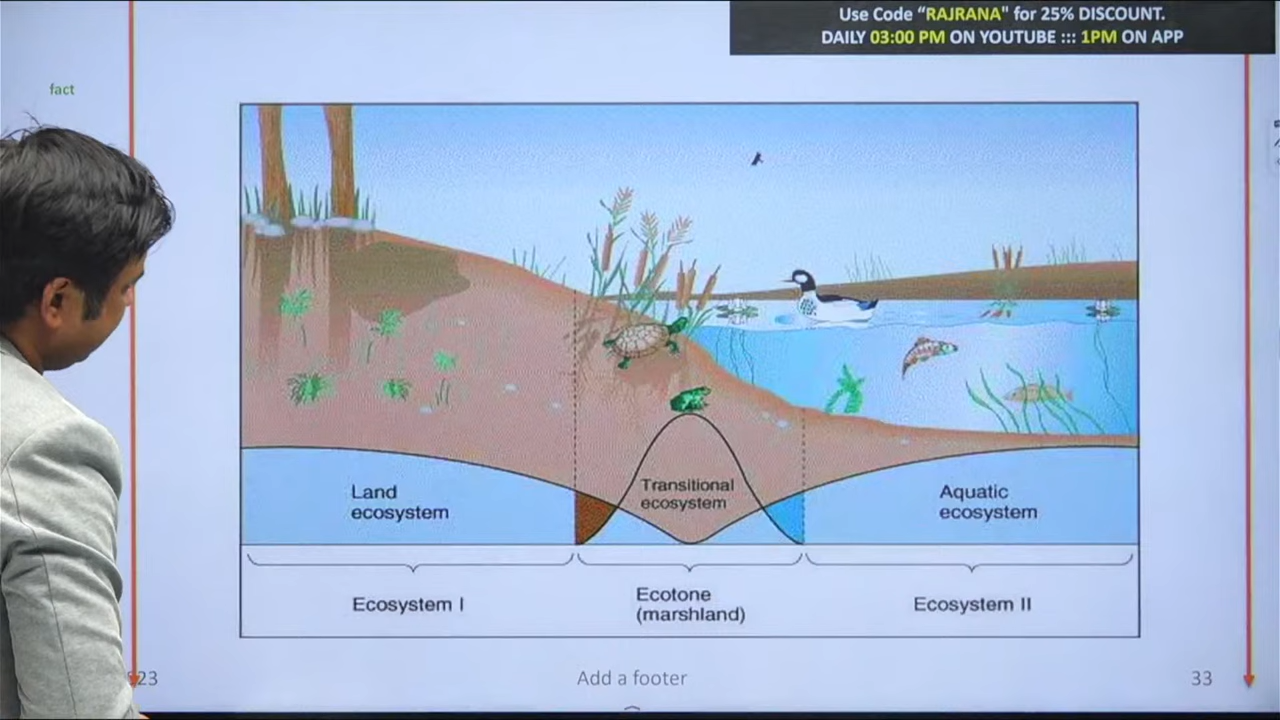 Use Code “RAJRANA" for 25% DISCOUNT.
DAILY 03:00 PM ON YOUTUBE ::: 1PM ON APP
fact
Land
ecosystem
Transitional
ecosystem
Aquatic
ecosystem
Ecosystem I
Ecotone
(marshland)
Ecosystem II
23
Add a footer
33